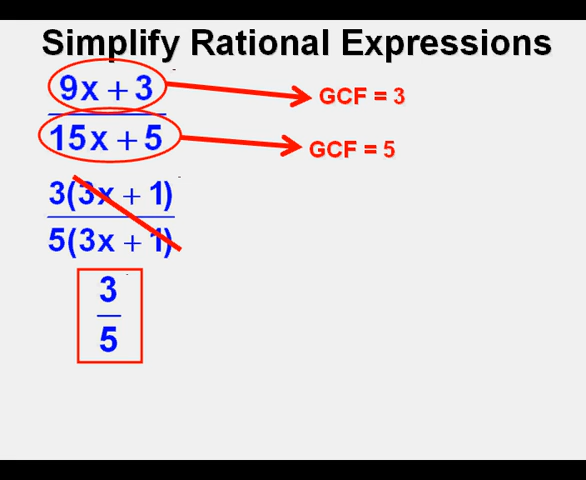 Simplify Rational Expressions
9x + 3
GCF = 3
15x + 5
GCF = 5
3(3x + 1)
5(3x + 1)
3
5